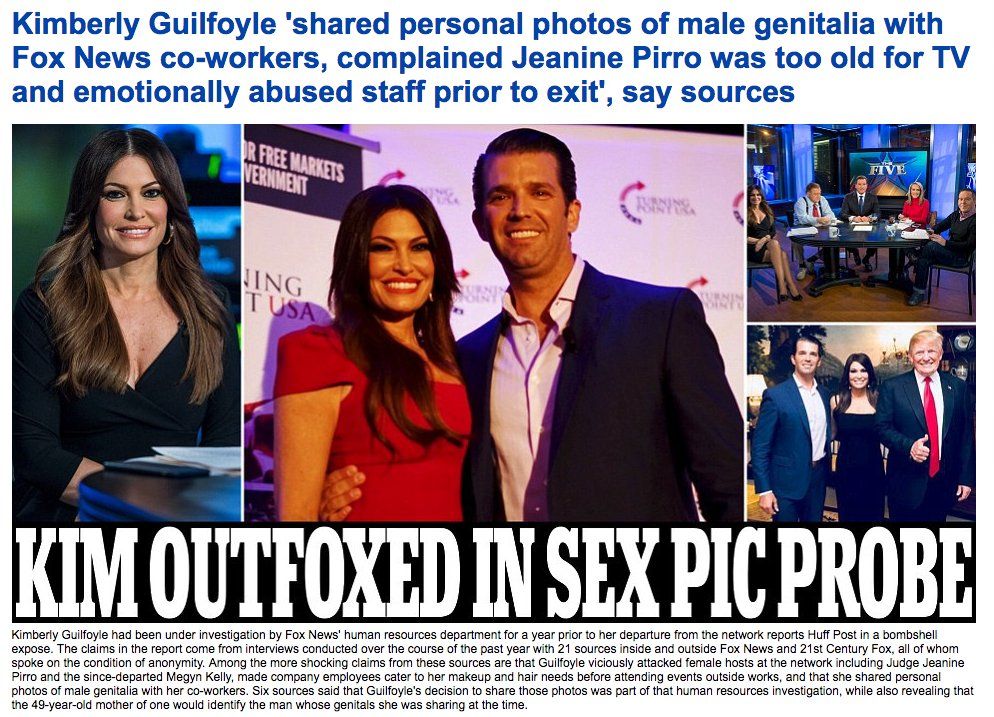 Kimberly Guilfoyle 'shared personal photos of male genitalia with
Fox News co-workers, complained Jeanine Pirro was too old for TV
and emotionally abused staff prior to exit', say sources
OR FREE MARKETS
VERNMENT
TURNING
POINT USA
NING
T USA
THE
FIVE
KIM OUTFOXED IN SEX PIC PROBE
Kimberly Guilfoyle had been under investigation by Fox News' human resources department for a year prior to her departure from the network reports Huff Post in a bombshell
expose. The claims in the report come from interviews conducted over the course of the past year with 21 sources inside and outside Fox News and 21st Century Fox, all of whom
spoke on the condition of anonymity. Among the more shocking claims from these sources are that Guilfoyle viciously attacked female hosts at the network including Judge Jeanine
Pirro and the since-departed Megyn Kelly, made company employees cater to her makeup and hair needs before attending events outside works, and that she shared personal
photos of male genitalia with her co-workers. Six sources said that Guilfoyle's decision to share those photos was part of that human resources investigation, while also revealing that
the 49-year-old mother of one would identify the man whose genitals she was sharing at the time.